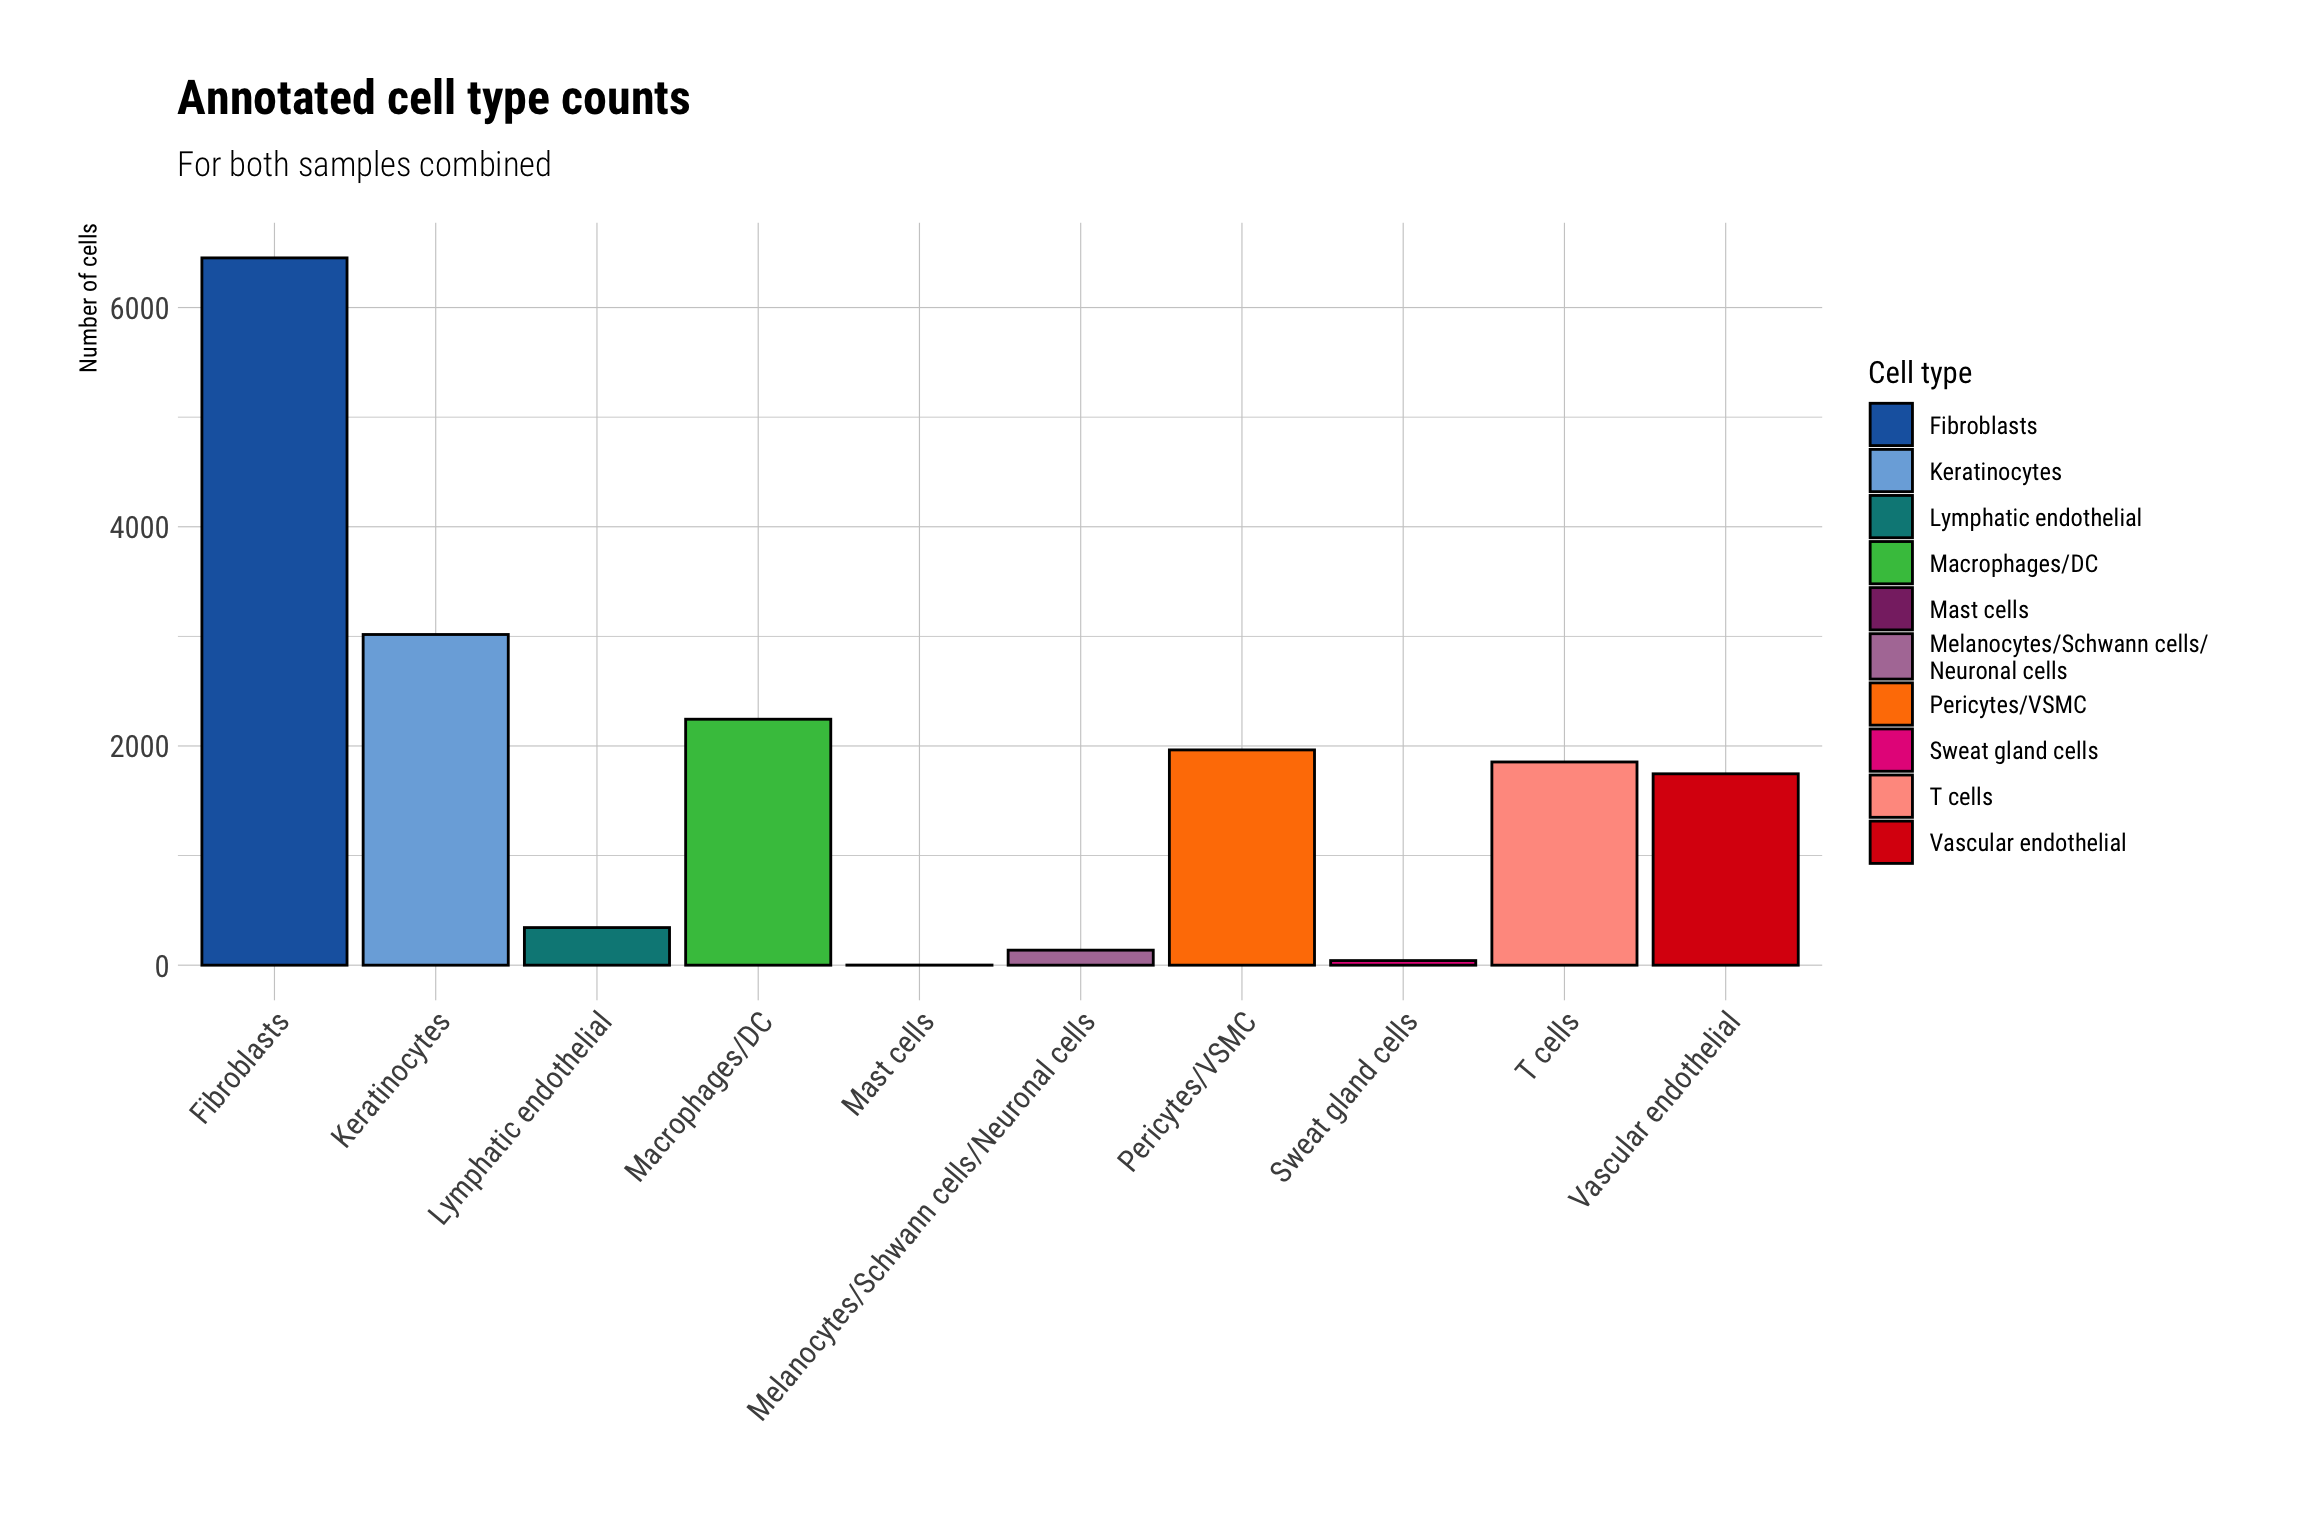 Annotated cell type counts
For both samples combined
Number of cells
6000
4000
2000
0
Fibroblasts
Keratinocytes
Lymphatic endothelial
Macrophages/DC
Mast cells
Melanocytes/Schwann cells/Neuronal cells
Pericytes/VSMC
Sweat gland cells
T cells
Vascular endothelial
Cell type
Fibroblasts
Keratinocytes
Lymphatic endothelial
Macrophages/DC
Mast cells
Melanocytes/Schwann cells/
Neuronal cells
Pericytes/VSMC
Sweat gland cells
T cells
Vascular endothelial